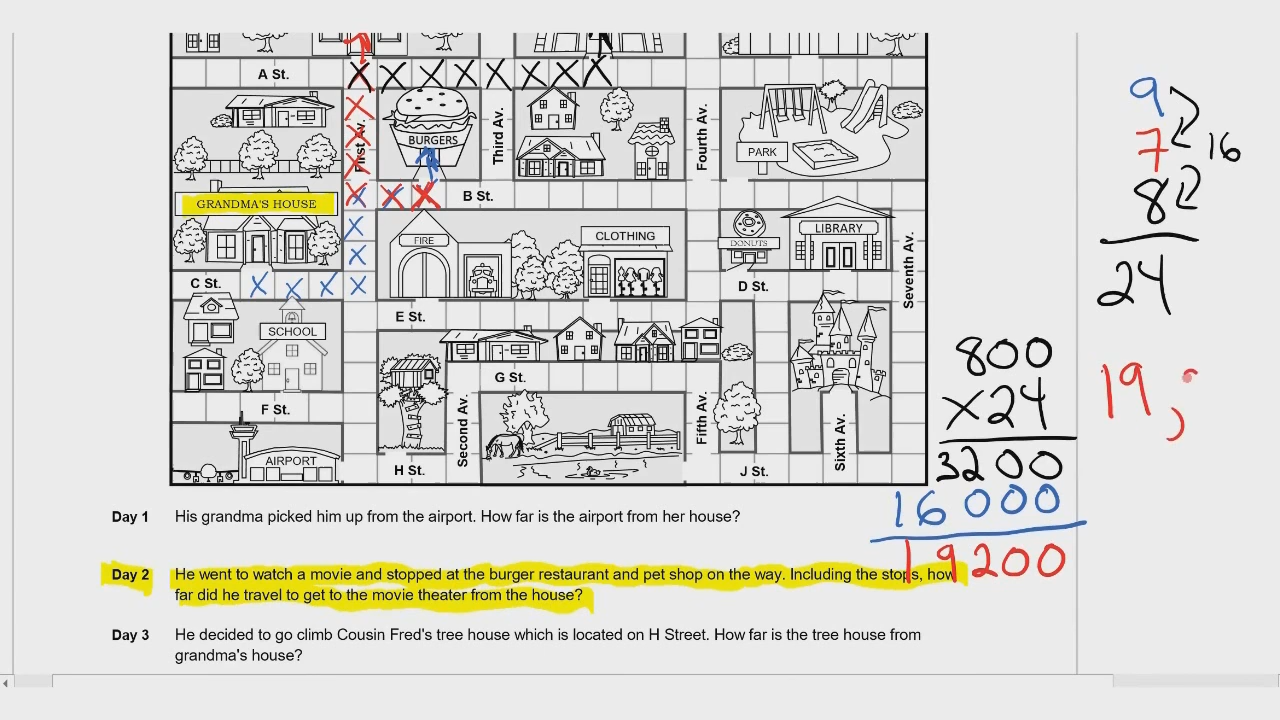 A St.
First Av.
BURGERS
Third Av.
Fourth Av.
PARK
GRANDMA'S HOUSE
B St.
FIRE
CLOTHING
DONUTS
LIBRARY
Seventh Av.
C St.
D St.
E St.
SCHOOL
G St.
F St.
AIRPORT
H St.
Second Av.
Fifth Av.
J St.
Sixth Av.
Day 1 His grandma picked him up from the airport. How far is the airport from her house?
Day 2 He went to watch a movie and stopped at the burger restaurant and pet shop on the way. Including the stops, how
far did he travel to get to the movie theater from the house?
Day 3 He decided to go climb Cousin Fred's tree house which is located on H Street. How far is the tree house from
grandma's house?
9
7
16
8
24
800
X24
3200
16000
19200
19,